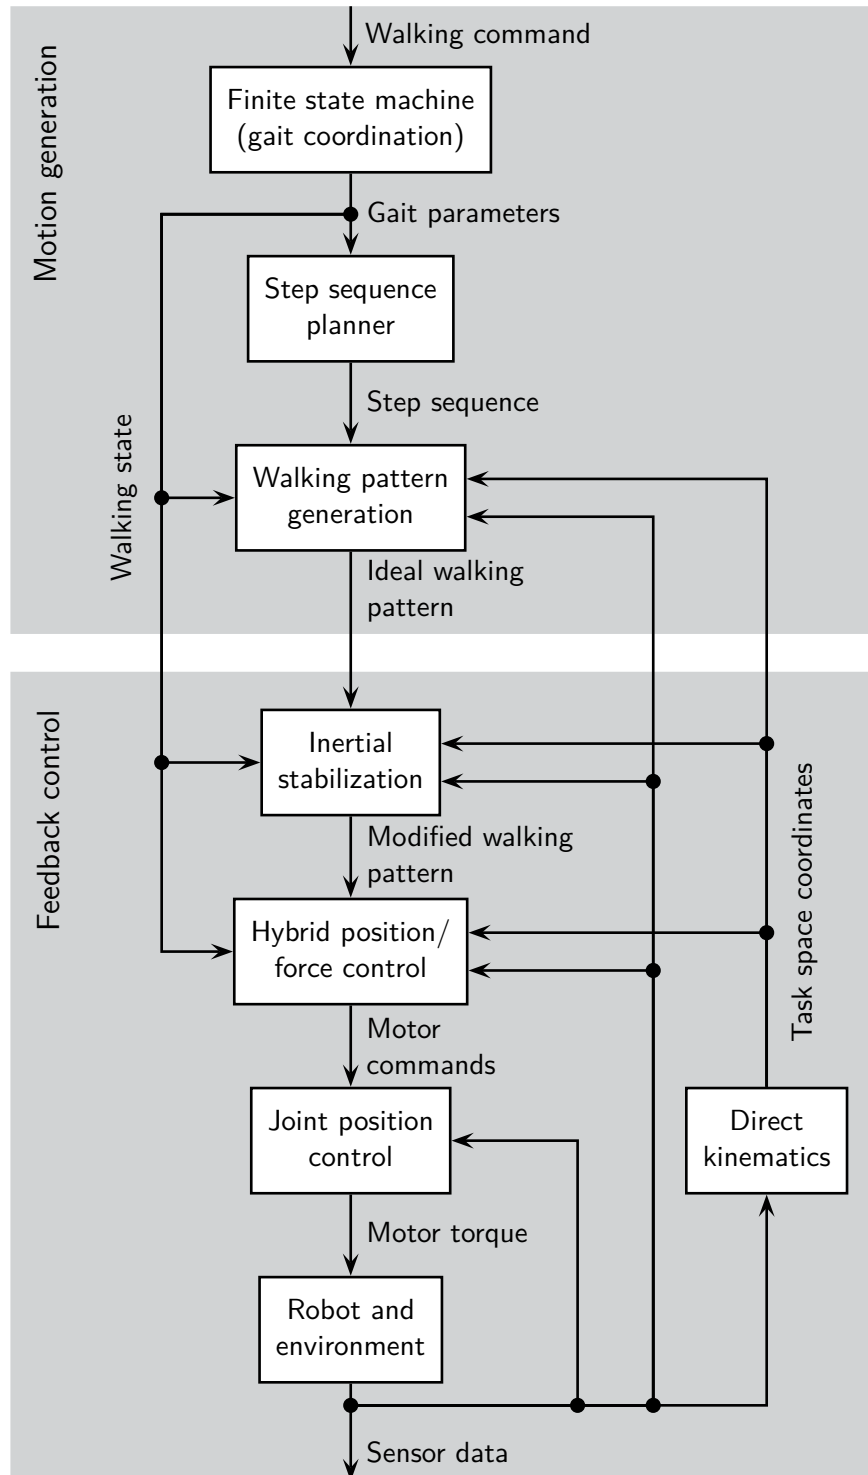 Walking command
Motion generation
Finite state machine
(gait coordination)
Gait parameters
Step sequence
planner
Step sequence
Walking state
Walking pattern
generation
Ideal walking
pattern
Feedback control
Inertial
stabilization
Modified walking
pattern
Task space coordinates
Hybrid position/
force control
Motor
commands
Joint position
control
Direct
kinematics
Motor torque
Robot and
environment
Sensor data